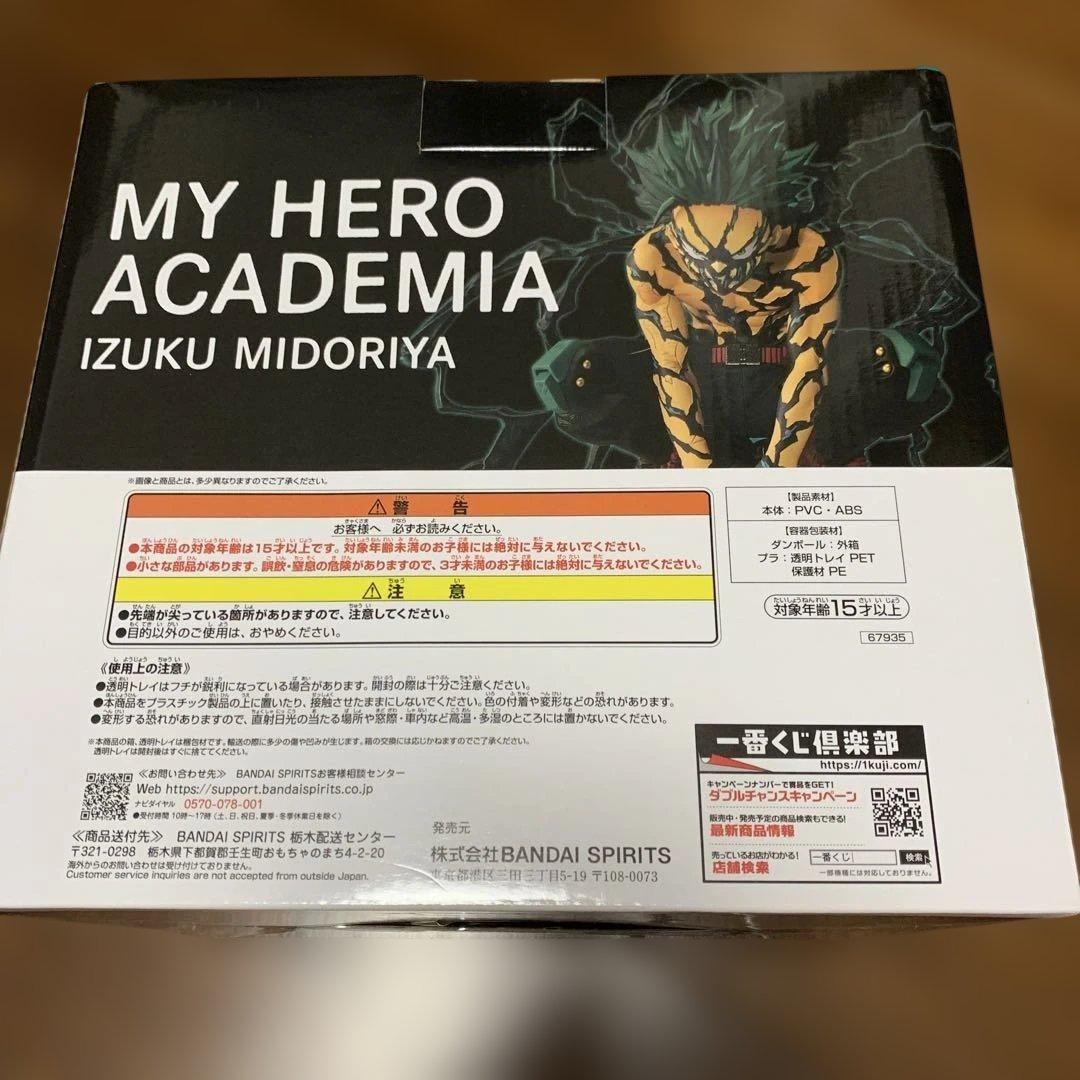 MY HERO
ACADEMIA
IZUKU MIDORIYA
※画像と商品とは、多少異なりますのでご了承ください。
⚠警告
お客様へ 必ずお読みください。
●本商品の対象年齢は15才以上です。対象年齢未満のお子様には絶対に与えないでください。
●小さな部品があります。誤飲・窒息の危険がありますので、3才未満のお子様には絶対に与えないでください。
⚠注意
●先端が尖っている箇所がありますので、注意してください。
●目的以外のご使用は、おやめください。
【製品素材】
本体：PVC・ABS
【容器包装材】
ダンボール：外箱
プラ：透明トレイ PET
保護材 PE
対象年齢15才以上
67935
《使用上の注意》
●透明トレイはフチが鋭利になっている場合があります。開封の際は十分ご注意ください。
●本商品をプラスチック製品の上に置いたり、接触させたままにしないでください。色の付着や変形などの恐れがあります。
●変形する恐れがありますので、直射日光の当たる場所や窓際・車内など高温・多湿のところには置かないでください。
※本商品の箱、透明トレイは梱包材です。輸送の際に多少の傷や凹みが生じます。箱の交換には応じかねますのでご了承ください。
透明トレイは開封後はすぐに捨ててください。
《お問い合わせ先》 BANDAI SPIRITSお客様相談センター
Web https://support.bandaispirits.co.jp
ナビダイヤル 0570-078-001
●受付時間 10時～17時（土、日、祝日、夏季・冬季休業日を除く）
《商品送付先》 BANDAI SPIRITS 栃木配送センター
〒321-0298 栃木県下都賀郡壬生町おもちゃのまち4-2-20
海外からのお問い合わせは受け付けておりません。
Customer service inquiries are not accepted from outside Japan.
発売元
株式会社BANDAI SPIRITS
東京都港区三田三丁目5-19 〒108-0073
一番くじ倶楽部
https://1kuji.com/
キャンペーンナンバーで賞品をGET!
ダブルチャンスキャンペーン
販売中・発売予定の商品検索もできる!
最新商品情報
売っているお店がわかる!
店舗検索
一番くじ 検索
一部機種には対応しておりません。